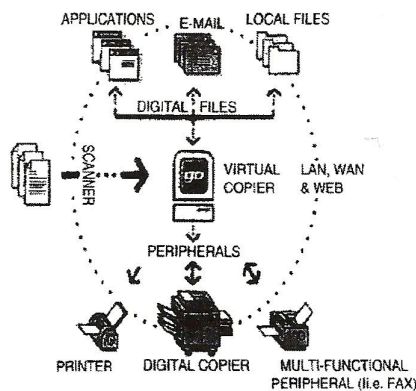 APPLICATIONS
E-MAIL
LOCAL FILES
DIGITAL FILES
SCANNER
go
VIRTUAL
COPIER
LAN, WAN
& WEB
PERIPHERALS
PRINTER
DIGITAL COPIER
MULTI-FUNCTIONAL
PERIPHERAL (Ii.e. FAX)